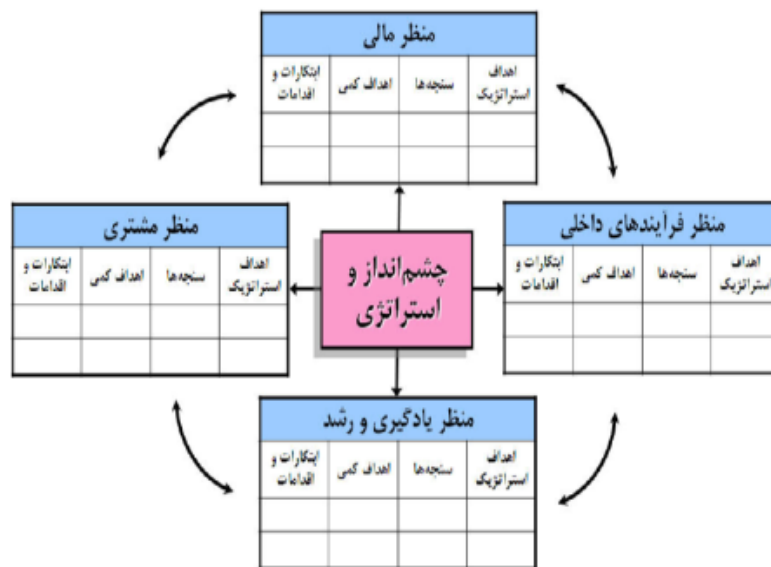 منظر مالی
اهداف استراتژیک
سنجه‌ها
اهداف کمی
ابتکارات و اقدامات
منظر فرآیندهای داخلی
اهداف استراتژیک
سنجه‌ها
اهداف کمی
ابتکارات و اقدامات
چشم‌انداز و
استراتژی
منظر مشتری
اهداف استراتژیک
سنجه‌ها
اهداف کمی
ابتکارات و اقدامات
منظر یادگیری و رشد
اهداف استراتژیک
سنجه‌ها
اهداف کمی
ابتکارات و اقدامات